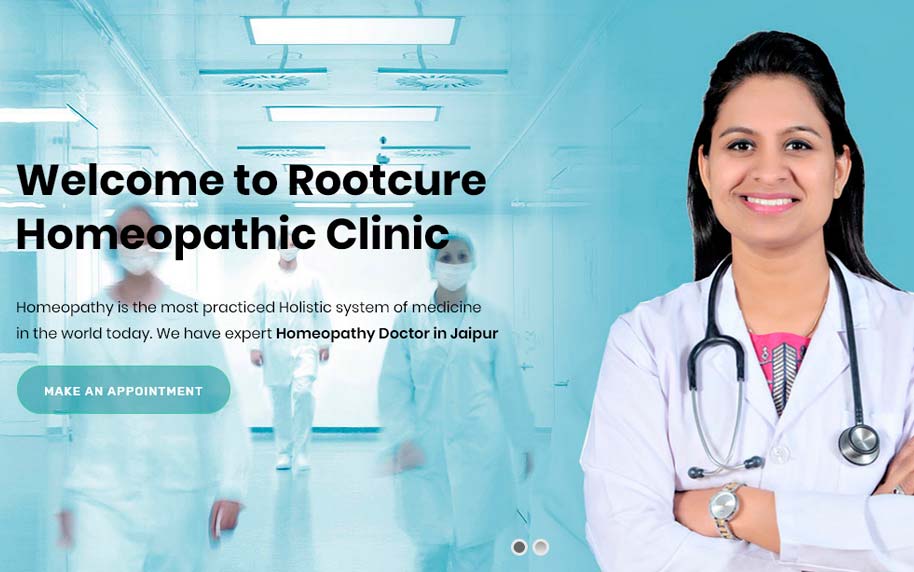 Welcome to Rootcure
Homeopathic Clinic
Homeopathy is the most practiced Holistic system of medicine
in the world today. We have expert Homeopathy Doctor in Jaipur
MAKE AN APPOINTMENT